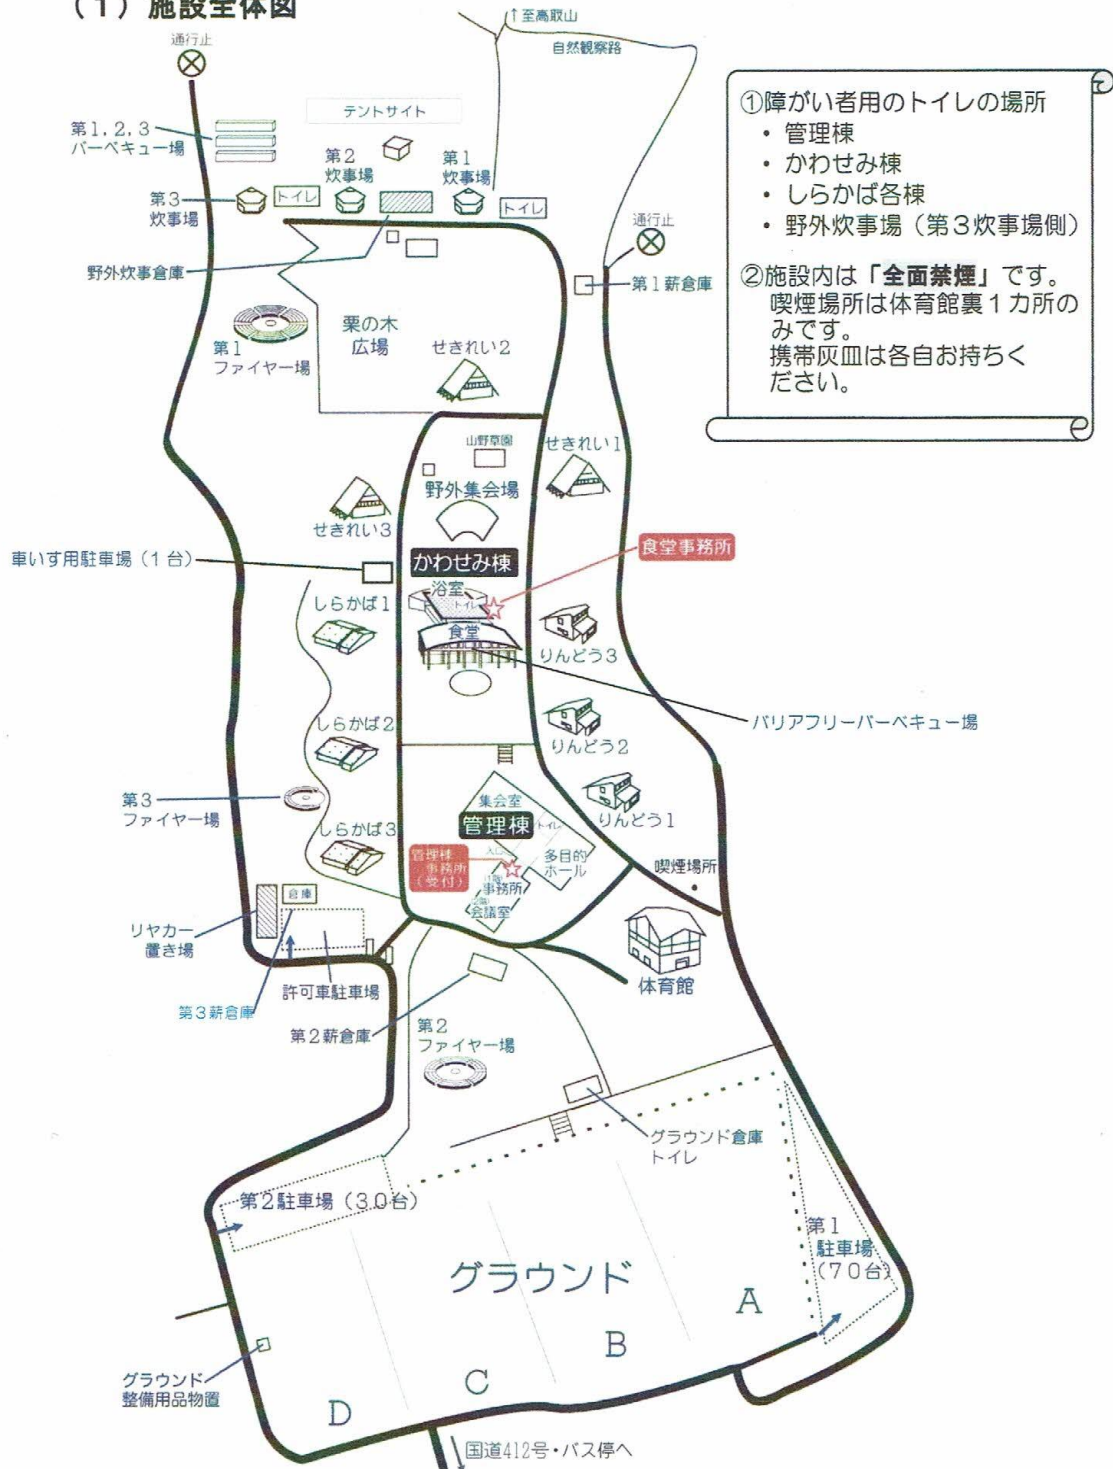 （１）施設全体図
↑至高取山
自然観察路
通行止
テントサイト
第１,２,３
バーベキュー場
第２
炊事場
第１
炊事場
第３
炊事場
トイレ
トイレ
通行止
野外炊事倉庫
第１薪倉庫
栗の木
広場
第１
ファイヤー場
せきれい２
山野草園
せきれい１
野外集会場
せきれい３
車いす用駐車場（１台）
かわせみ棟
食堂事務所
浴室
トイレ
食堂
しらかば１
りんどう３
しらかば２
りんどう２
バリアフリーバーベキュー場
第３
ファイヤー場
集会室
管理棟
トイレ
りんどう１
しらかば３
入口
管理棟
事務所
（受付）
多目的
ホール
喫煙場所
(1階)
事務所
(2階)
会議室
倉庫
リヤカー
置き場
体育館
許可車駐車場
第３薪倉庫
第２薪倉庫
第２
ファイヤー場
グラウンド倉庫
トイレ
第２駐車場（３０台）
第１
駐車場
（７０台）
グラウンド
A
B
C
D
グラウンド
整備用品物置
国道412号・バス停へ
①障がい者用のトイレの場所
・ 管理棟
・ かわせみ棟
・ しらかば各棟
・ 野外炊事場（第３炊事場側）
②施設内は「全面禁煙」です。
喫煙場所は体育館裏１カ所の
みです。
携帯灰皿は各自お持ちく
ださい。